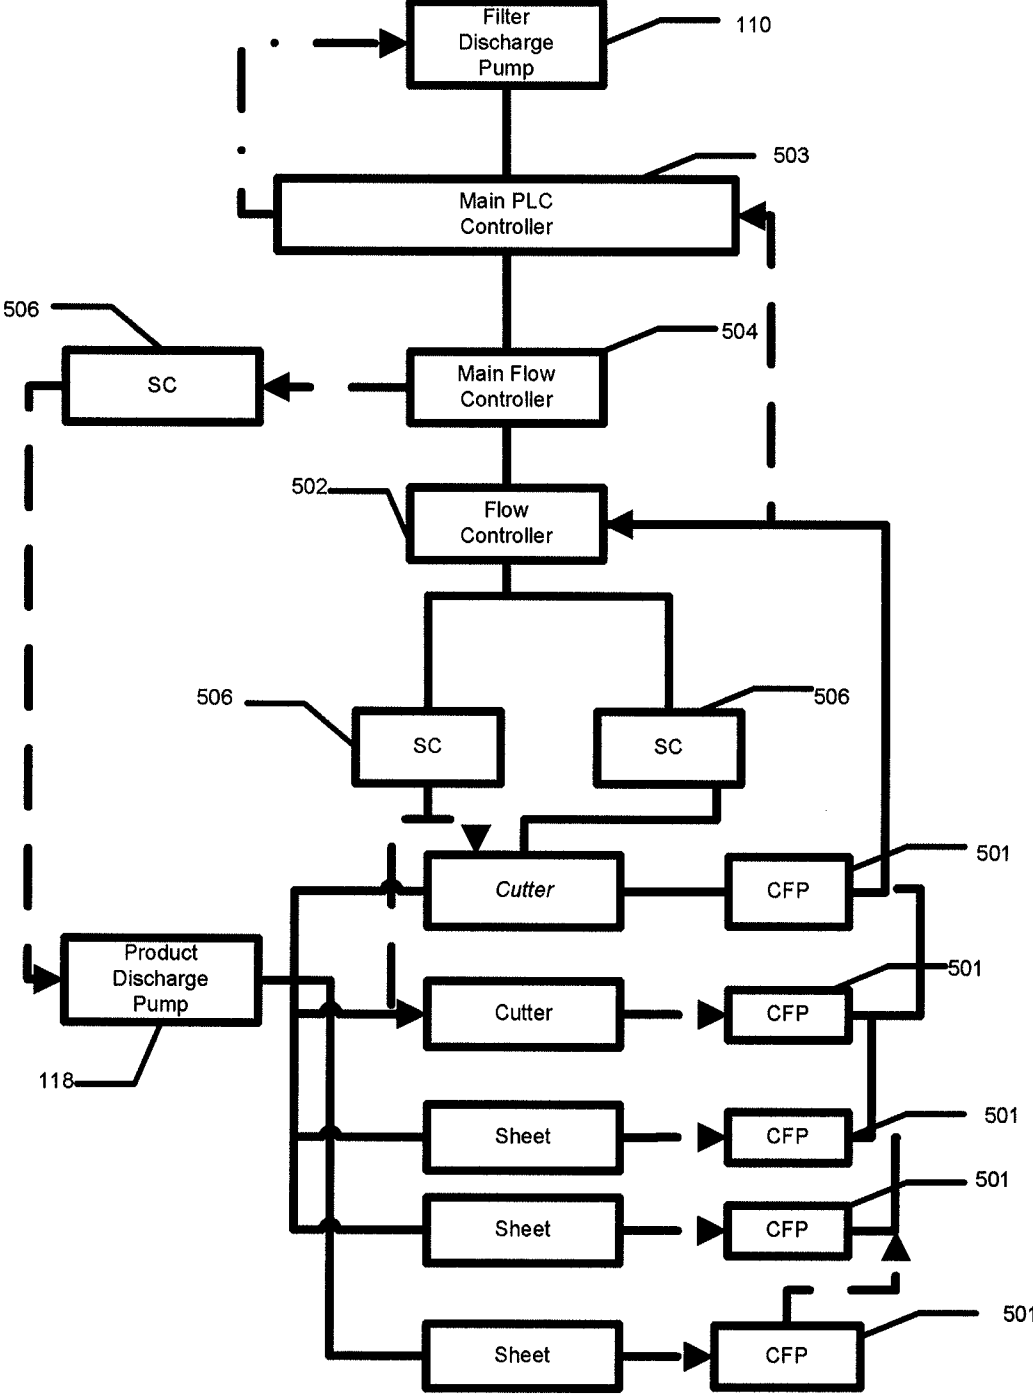 Filter
Discharge
Pump
110
503
Main PLC
Controller
506
504
SC
Main Flow
Controller
502
Flow
Controller
506
506
SC
SC
501
Cutter
CFP
Product
Discharge
Pump
501
Cutter
CFP
118
501
Sheet
CFP
501
Sheet
CFP
501
Sheet
CFP